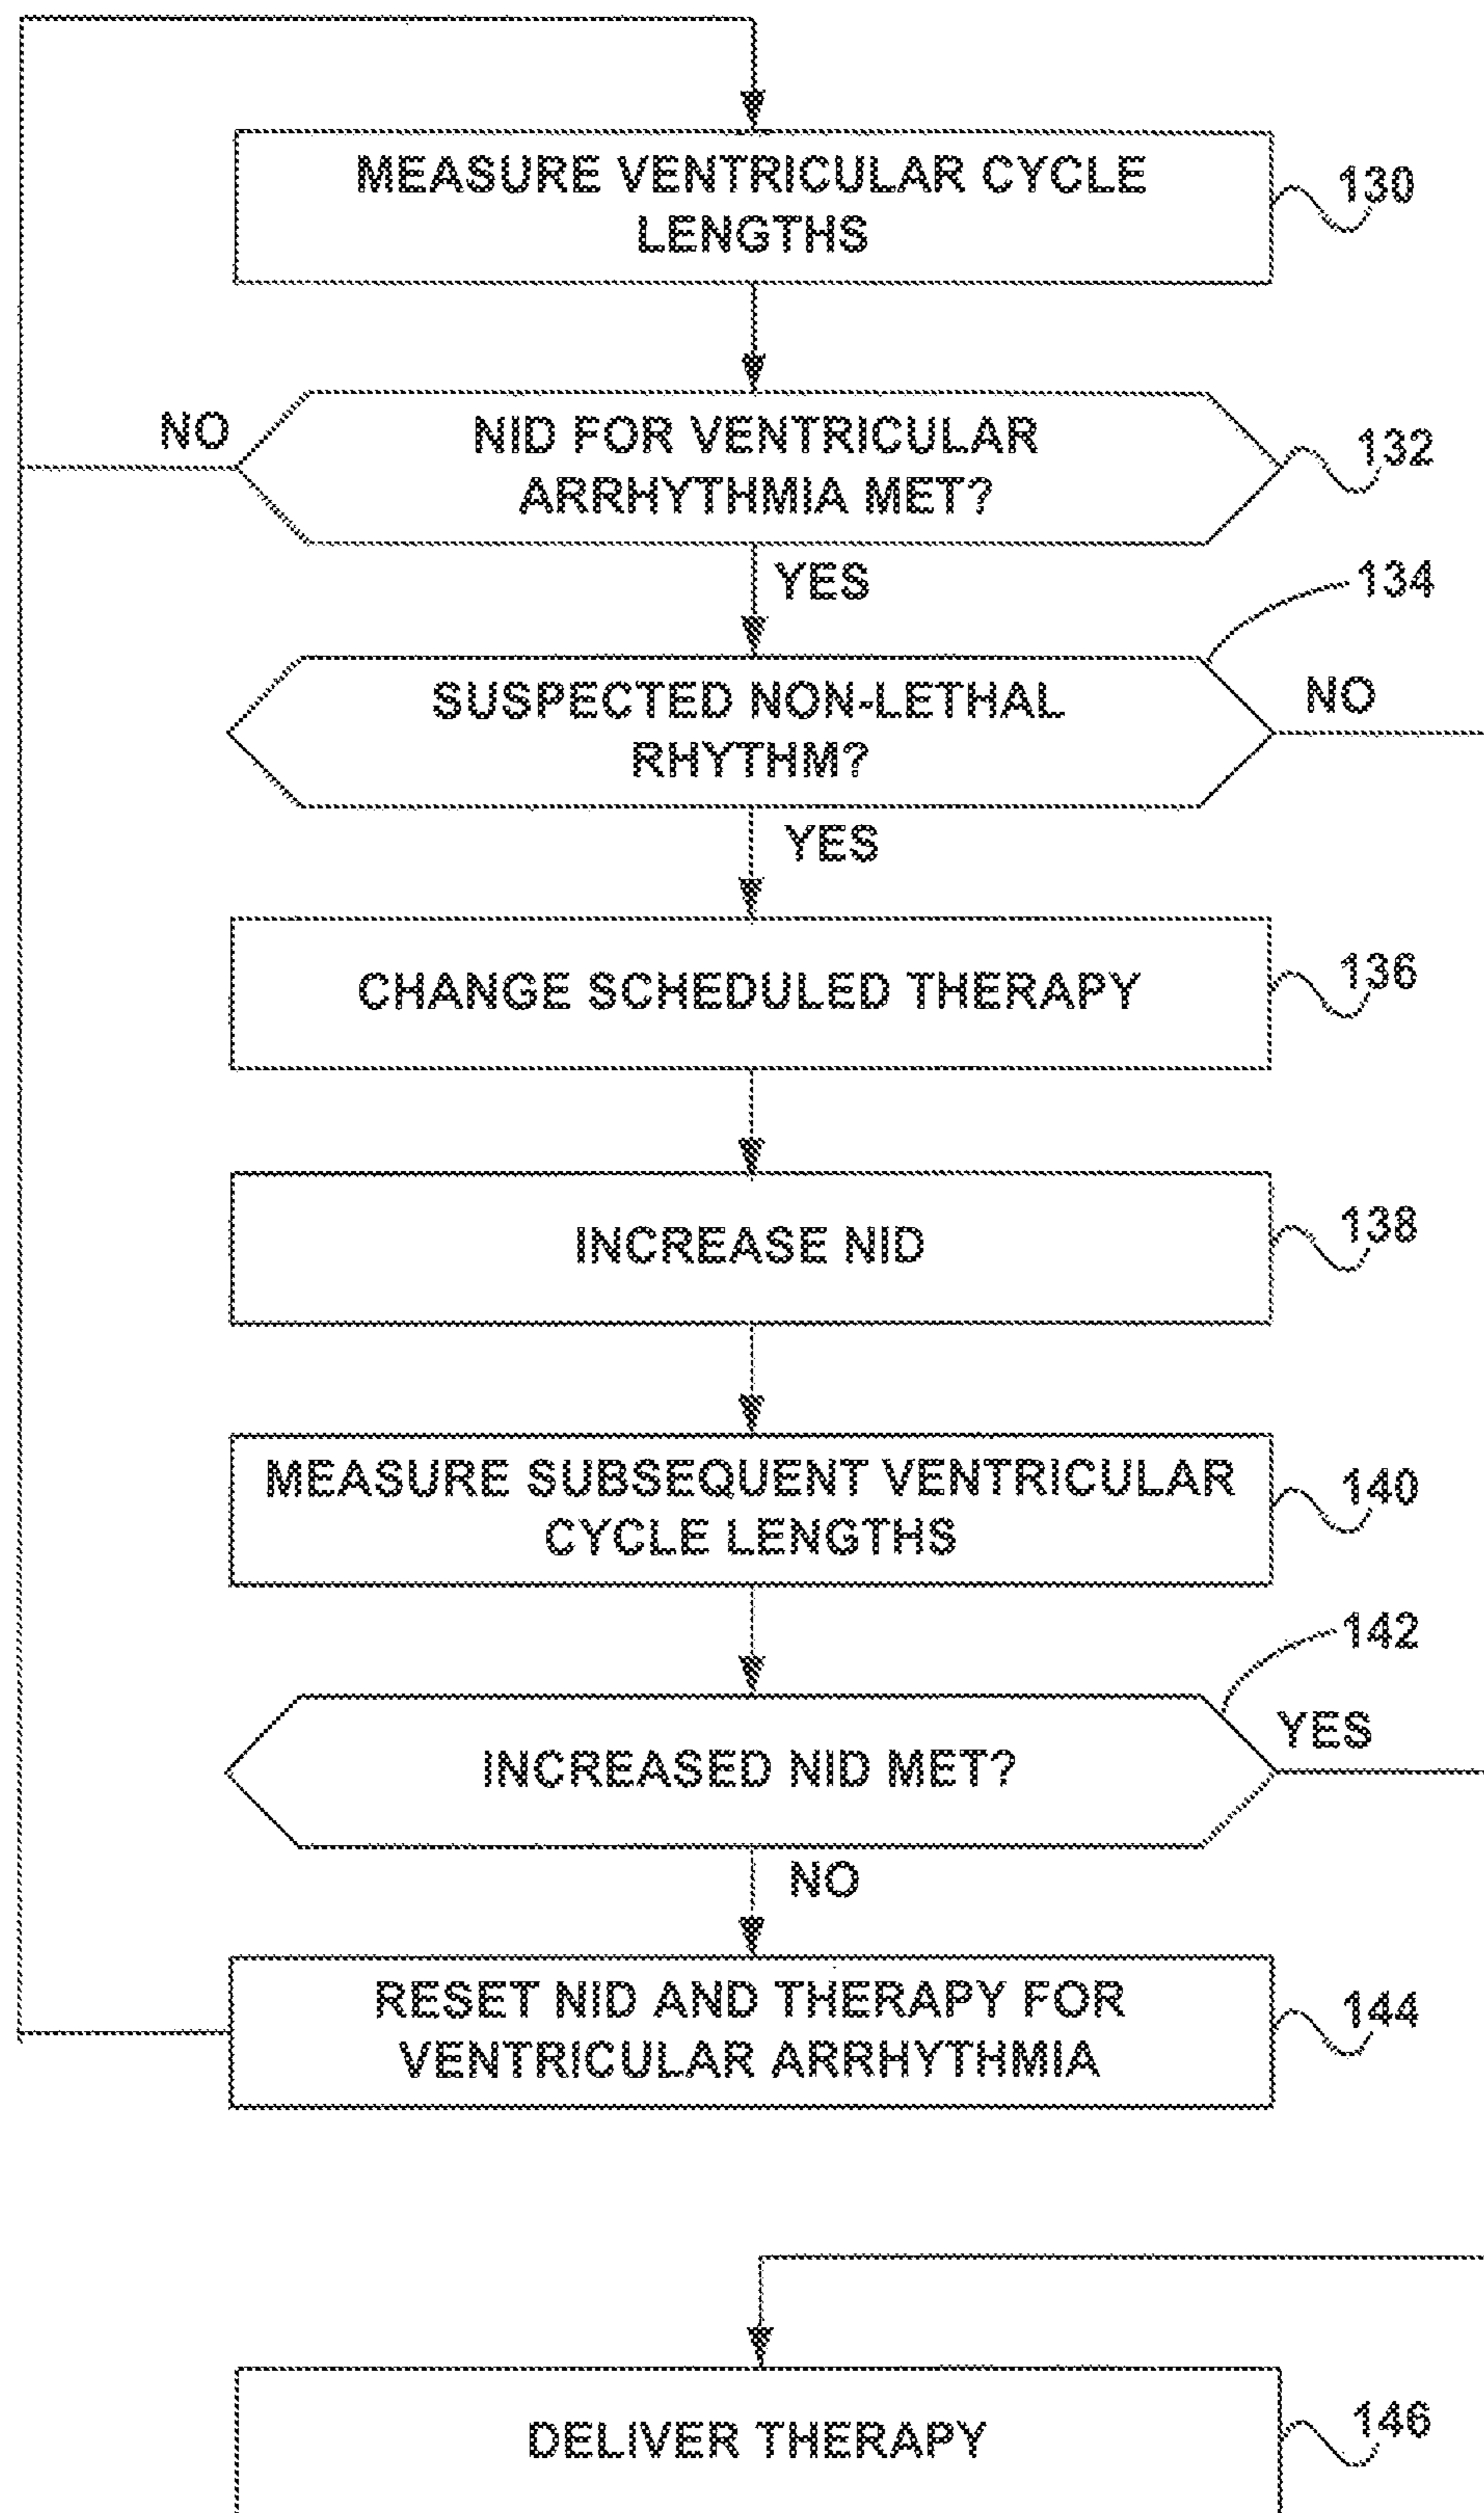 MEASURE VENTRICULAR CYCLE
LENGTHS
130
NO
NID FOR VENTRICULAR
ARRHYTHMIA MET?
132
YES
134
SUSPECTED NON-LETHAL
RHYTHM?
NO
YES
CHANGE SCHEDULED THERAPY
136
INCREASE NID
138
MEASURE SUBSEQUENT VENTRICULAR
CYCLE LENGTHS
140
142
INCREASED NID MET?
YES
NO
RESET NID AND THERAPY FOR
VENTRICULAR ARRHYTHMIA
144
DELIVER THERAPY
146